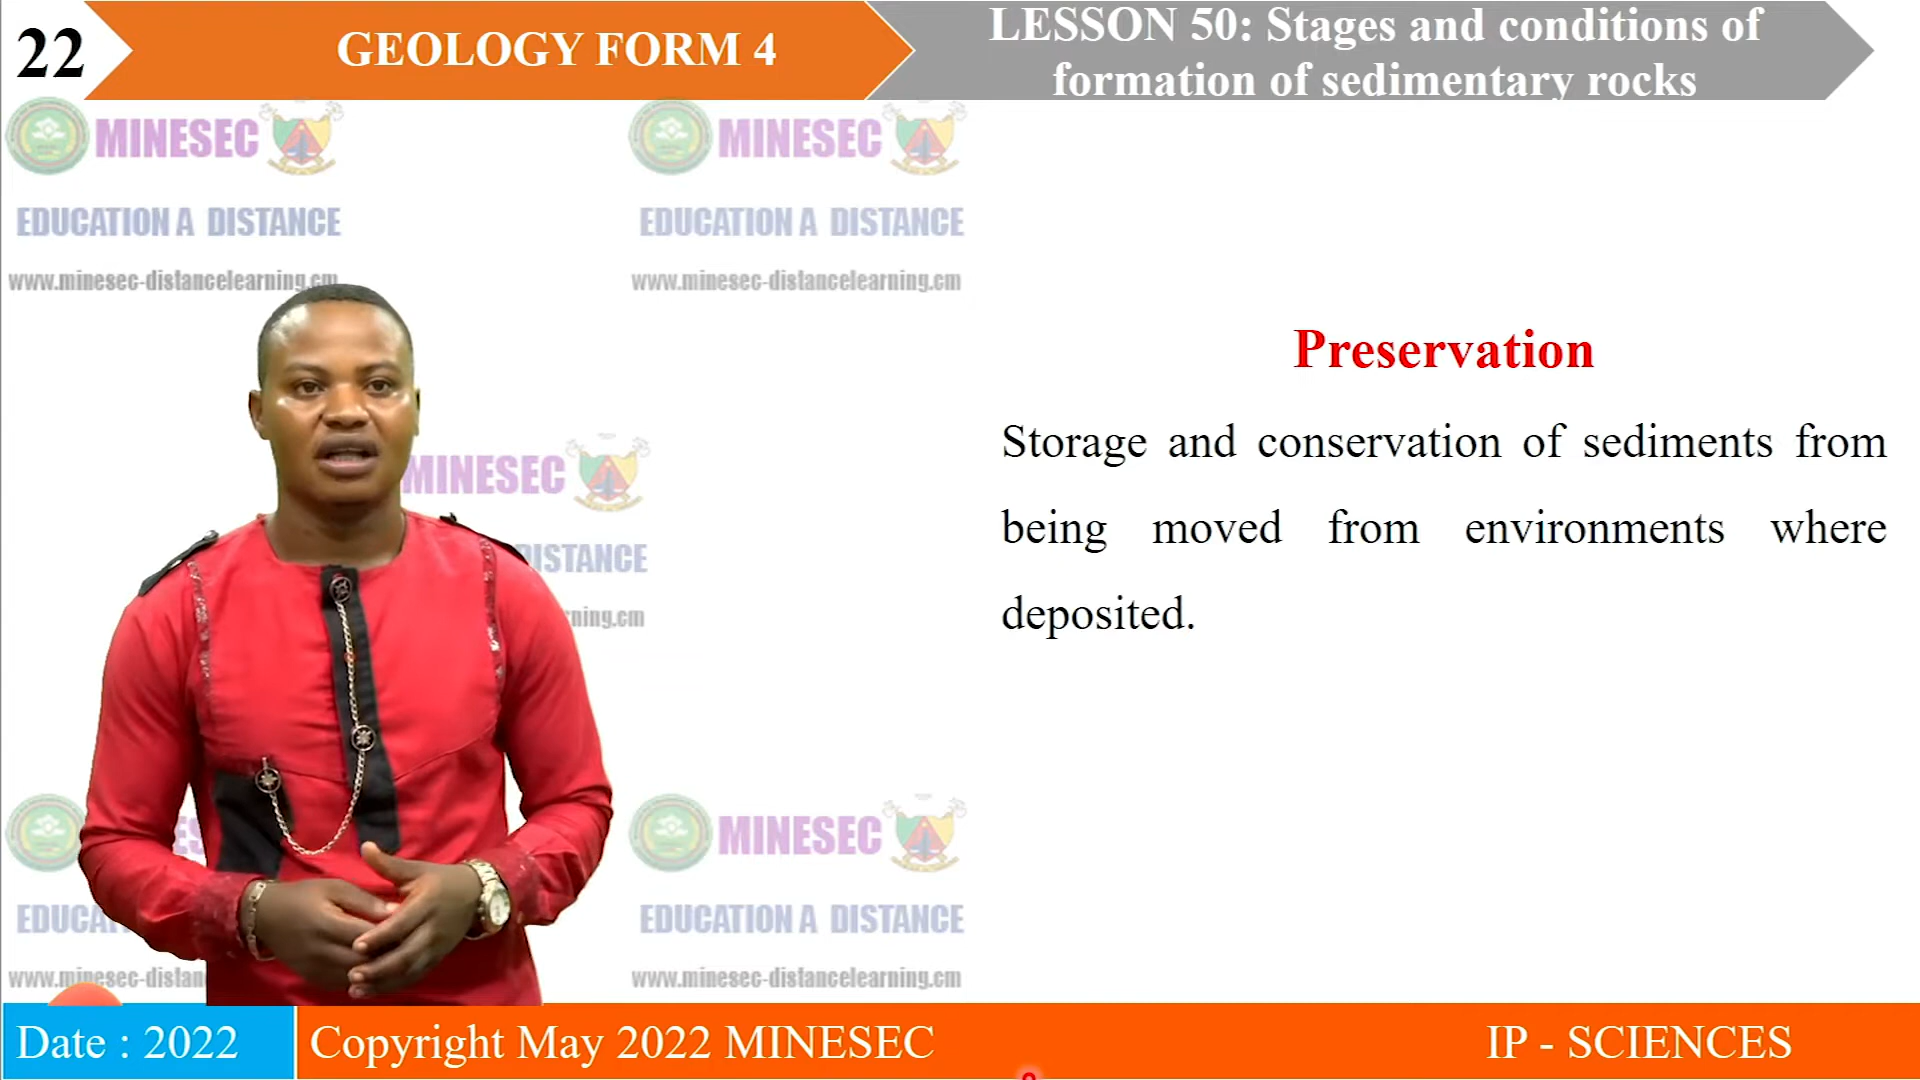 22
GEOLOGY FORM 4
LESSON 50: Stages and conditions of
formation of sedimentary rocks
MINESEC
EDUCATION A DISTANCE
www.minesec-distancelearning.cm
MINESEC
EDUCATION A DISTANCE
www.minesec-distancelearning.cm
Preservation
Storage and conservation of sediments from
being moved from environments where
deposited.
MINESEC
DISTANCE
ning.cm
MINESEC
EDUCATION A DISTANCE
www.minesec-distancelearning.cm
ES
EDUCA
www.minesec-distan
Date : 2022
Copyright May 2022 MINESEC
IP - SCIENCES